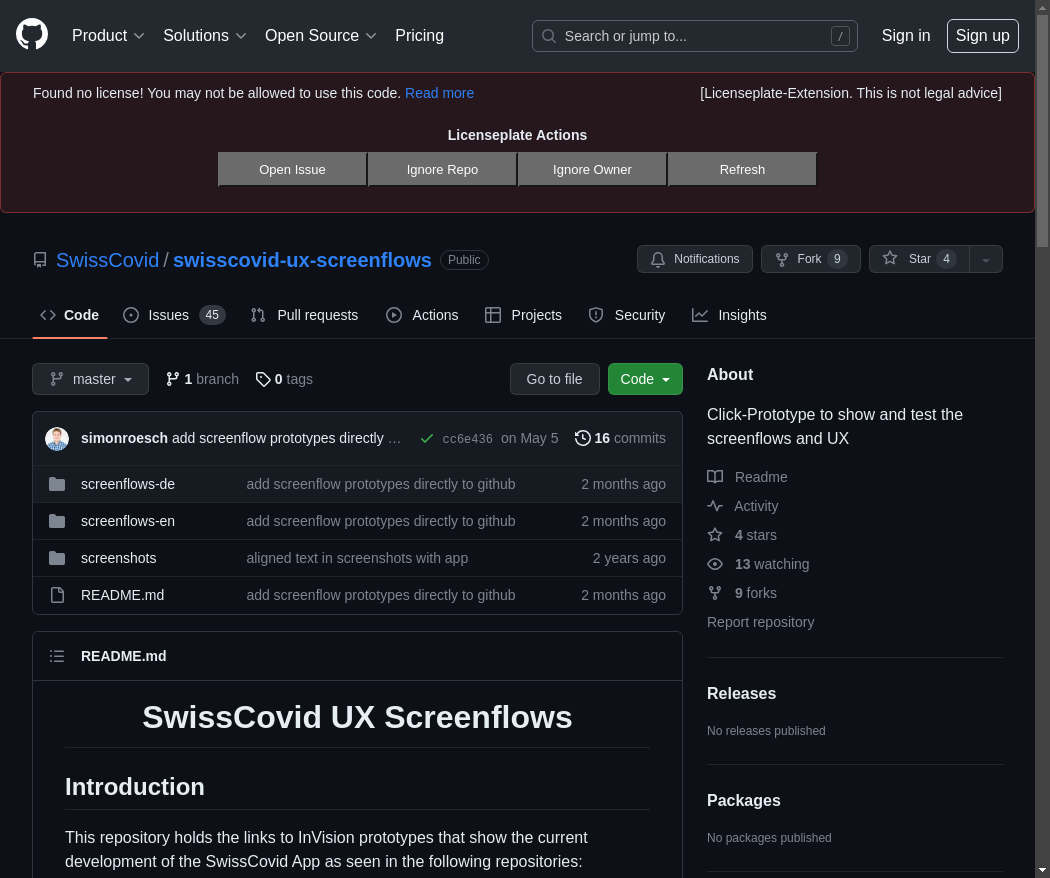 Product Solutions Open Source Pricing Search or jump to... / Sign in Sign up
Found no license! You may not be allowed to use this code. Read more [Licenseplate-Extension. This is not legal advice]
Licenseplate Actions
Open Issue Ignore Repo Ignore Owner Refresh
SwissCovid / swisscovid-ux-screenflows Public Notifications Fork 9 Star 4
Code Issues 45 Pull requests Actions Projects Security Insights
master 1 branch 0 tags Go to file Code
simonroesch add screenflow prototypes directly … cc6e436 on May 5 16 commits
screenflows-de add screenflow prototypes directly to github 2 months ago
screenflows-en add screenflow prototypes directly to github 2 months ago
screenshots aligned text in screenshots with app 2 years ago
README.md add screenflow prototypes directly to github 2 months ago
README.md
SwissCovid UX Screenflows
Introduction
This repository holds the links to InVision prototypes that show the current
development of the SwissCovid App as seen in the following repositories:
About
Click-Prototype to show and test the
screenflows and UX
Readme
Activity
4 stars
13 watching
9 forks
Report repository
Releases
No releases published
Packages
No packages published